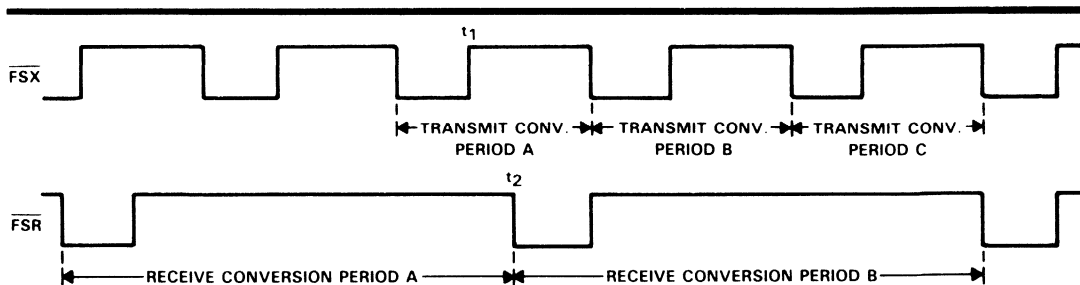 t1
FSX
TRANSMIT CONV. TRANSMIT CONV. TRANSMIT CONV.
PERIOD A PERIOD B PERIOD C
t2
FSR
RECEIVE CONVERSION PERIOD A RECEIVE CONVERSION PERIOD B